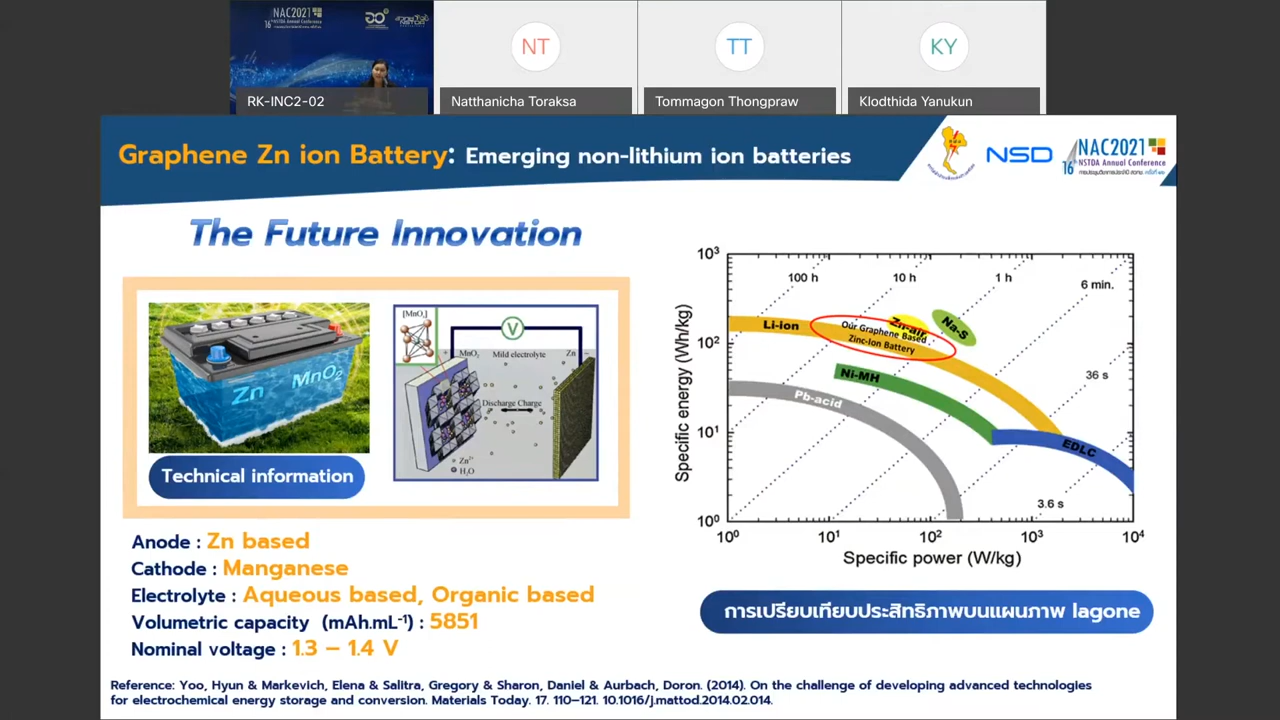 NAC2021
16th NSTDA Annual Conference
RK-INC2-02
NT
Natthanicha Toraksa
TT
Tommagon Thongpraw
KY
Klodthida Yanukun
Graphene Zn ion Battery: Emerging non-lithium ion batteries
NSD
NAC2021
16th NSTDA Annual Conference
The Future Innovation
Zn
MnO2
Technical information
[MnO6]
V
+
MnO2
Mild electrolyte
Zn
-
Discharge Charge
Zn2+
H2O
Anode : Zn based
Cathode : Manganese
Electrolyte : Aqueous based, Organic based
Volumetric capacity (mAh.mL-1) : 5851
Nominal voltage : 1.3 – 1.4 V
Specific energy (Wh/kg)
10³
10²
10¹
10⁰
100 h
10 h
1 h
6 min.
36 s
3.6 s
Li-ion
Zn-air
Na-S
Our Graphene Based
Zinc-Ion Battery
Ni-MH
Pb-acid
EDLC
10⁰ 10¹ 10² 10³ 10⁴
Specific power (W/kg)
การเปรียบเทียบประสิทธิภาพบนแผนภาพ lagone
Reference: Yoo, Hyun & Markevich, Elena & Salitra, Gregory & Sharon, Daniel & Aurbach, Doron. (2014). On the challenge of developing advanced technologies
for electrochemical energy storage and conversion. Materials Today. 17. 110–121. 10.1016/j.mattod.2014.02.014.